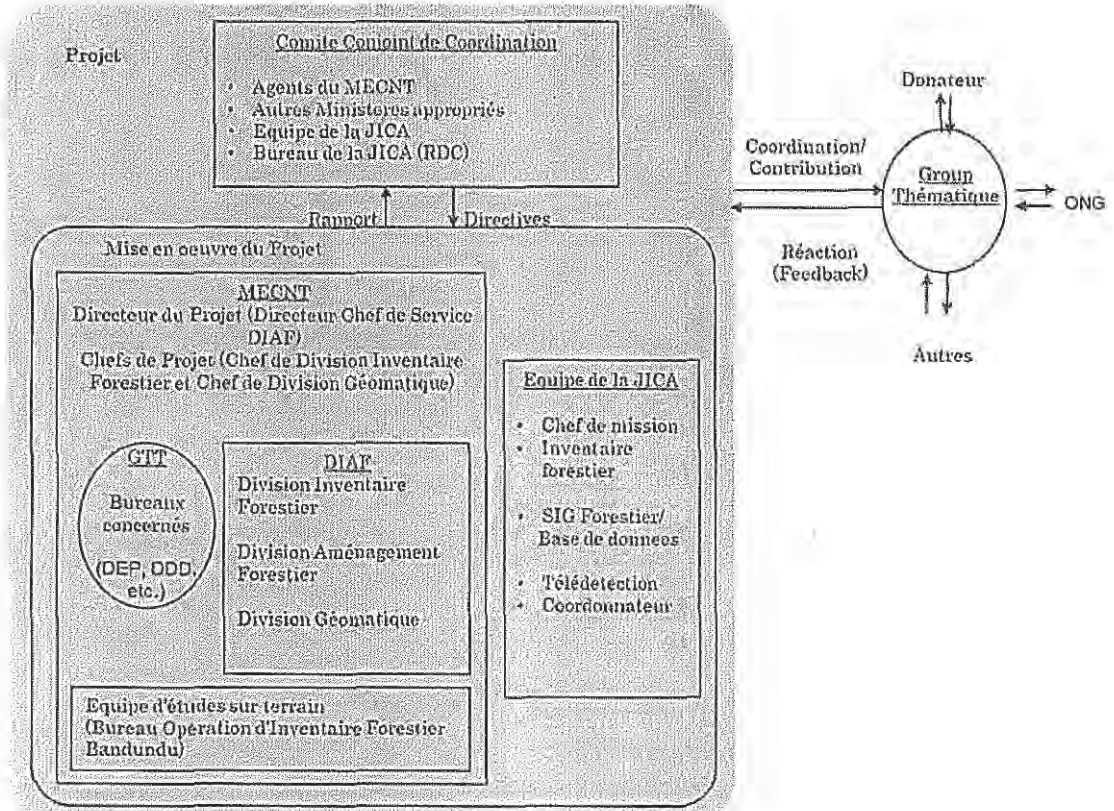 Projet
Comite Conjoint de Coordination
• Agents du MECNT
• Autres Ministeres appropriés
• Equipe de la JICA
• Bureau de la JICA (RDC)
Rapport
Directives
Mise en oeuvre du Projet
MECNT
Directeur du Projet (Directeur Chef de Service
DIAF)
Chefs de Projet (Chef de Division Inventaire
Forestier et Chef de Division Géomatique)
GTT
Bureaux
concernés
(DEP, DDD,
etc.)
DIAF
Division Inventaire
Forestier
Division Aménagement
Forestier
Division Géomatique
Equipe d'études sur terrain
(Bureau Operation d'Inventaire Forestier
Bandundu)
Equipe de la JICA
• Chef de mission
• Inventaire
forestier
• SIG Forestier/
Base de donnees
• Télédetection
• Coordonnateur
Coordination/
Contribution
Réaction
(Feedback)
Donateur
Group
Thématique
ONG
Autres